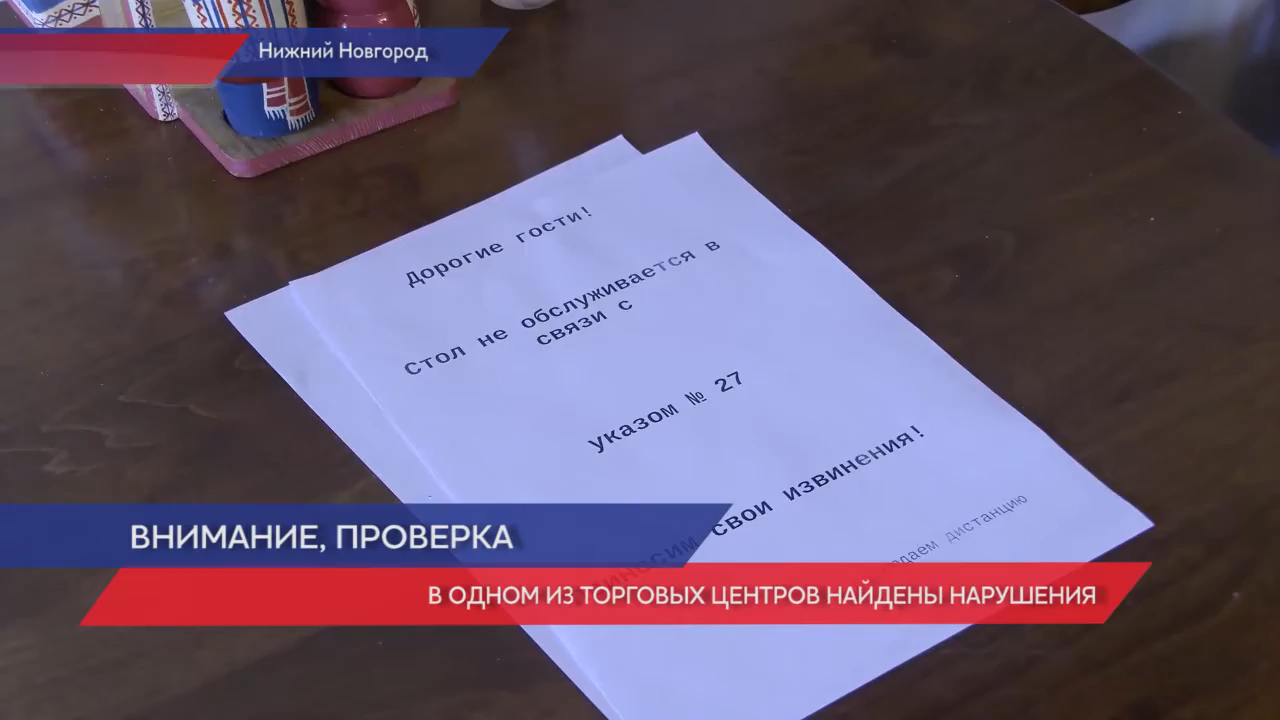 Нижний Новгород
Дорогие гости!
Стол не обслуживается в
связи с
указом № 27
свои извинения!
дистанцию
ВНИМАНИЕ, ПРОВЕРКА
В ОДНОМ ИЗ ТОРГОВЫХ ЦЕНТРОВ НАЙДЕНЫ НАРУШЕНИЯ